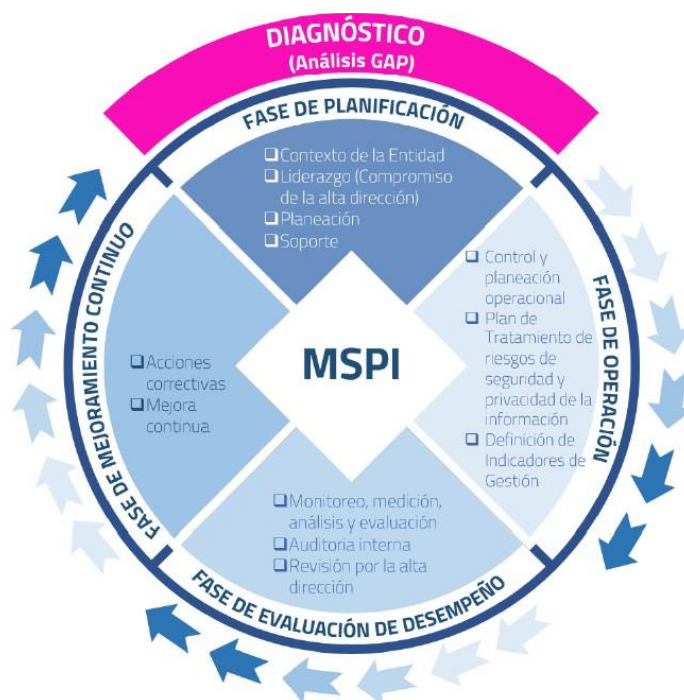 DIAGNÓSTICO
(Análisis GAP)
FASE DE PLANIFICACIÓN
❑Contexto de la Entidad
❑Liderazgo (Compromiso
de la alta dirección)
❑Planeación
❑Soporte
FASE DE OPERACIÓN
❑ Control y
planeación
operacional
❑ Plan de
Tratamiento de
riesgos de
seguridad y
privacidad de la
información
❑ Definición de
Indicadores de
Gestión
MSPI
FASE DE EVALUACIÓN DE DESEMPEÑO
❑Monitoreo, medición,
análisis y evaluación
❑Auditoria interna
❑Revisión por la alta
dirección
FASE DE MEJORAMIENTO CONTINUO
❑Acciones
correctivas
❑Mejora
continua